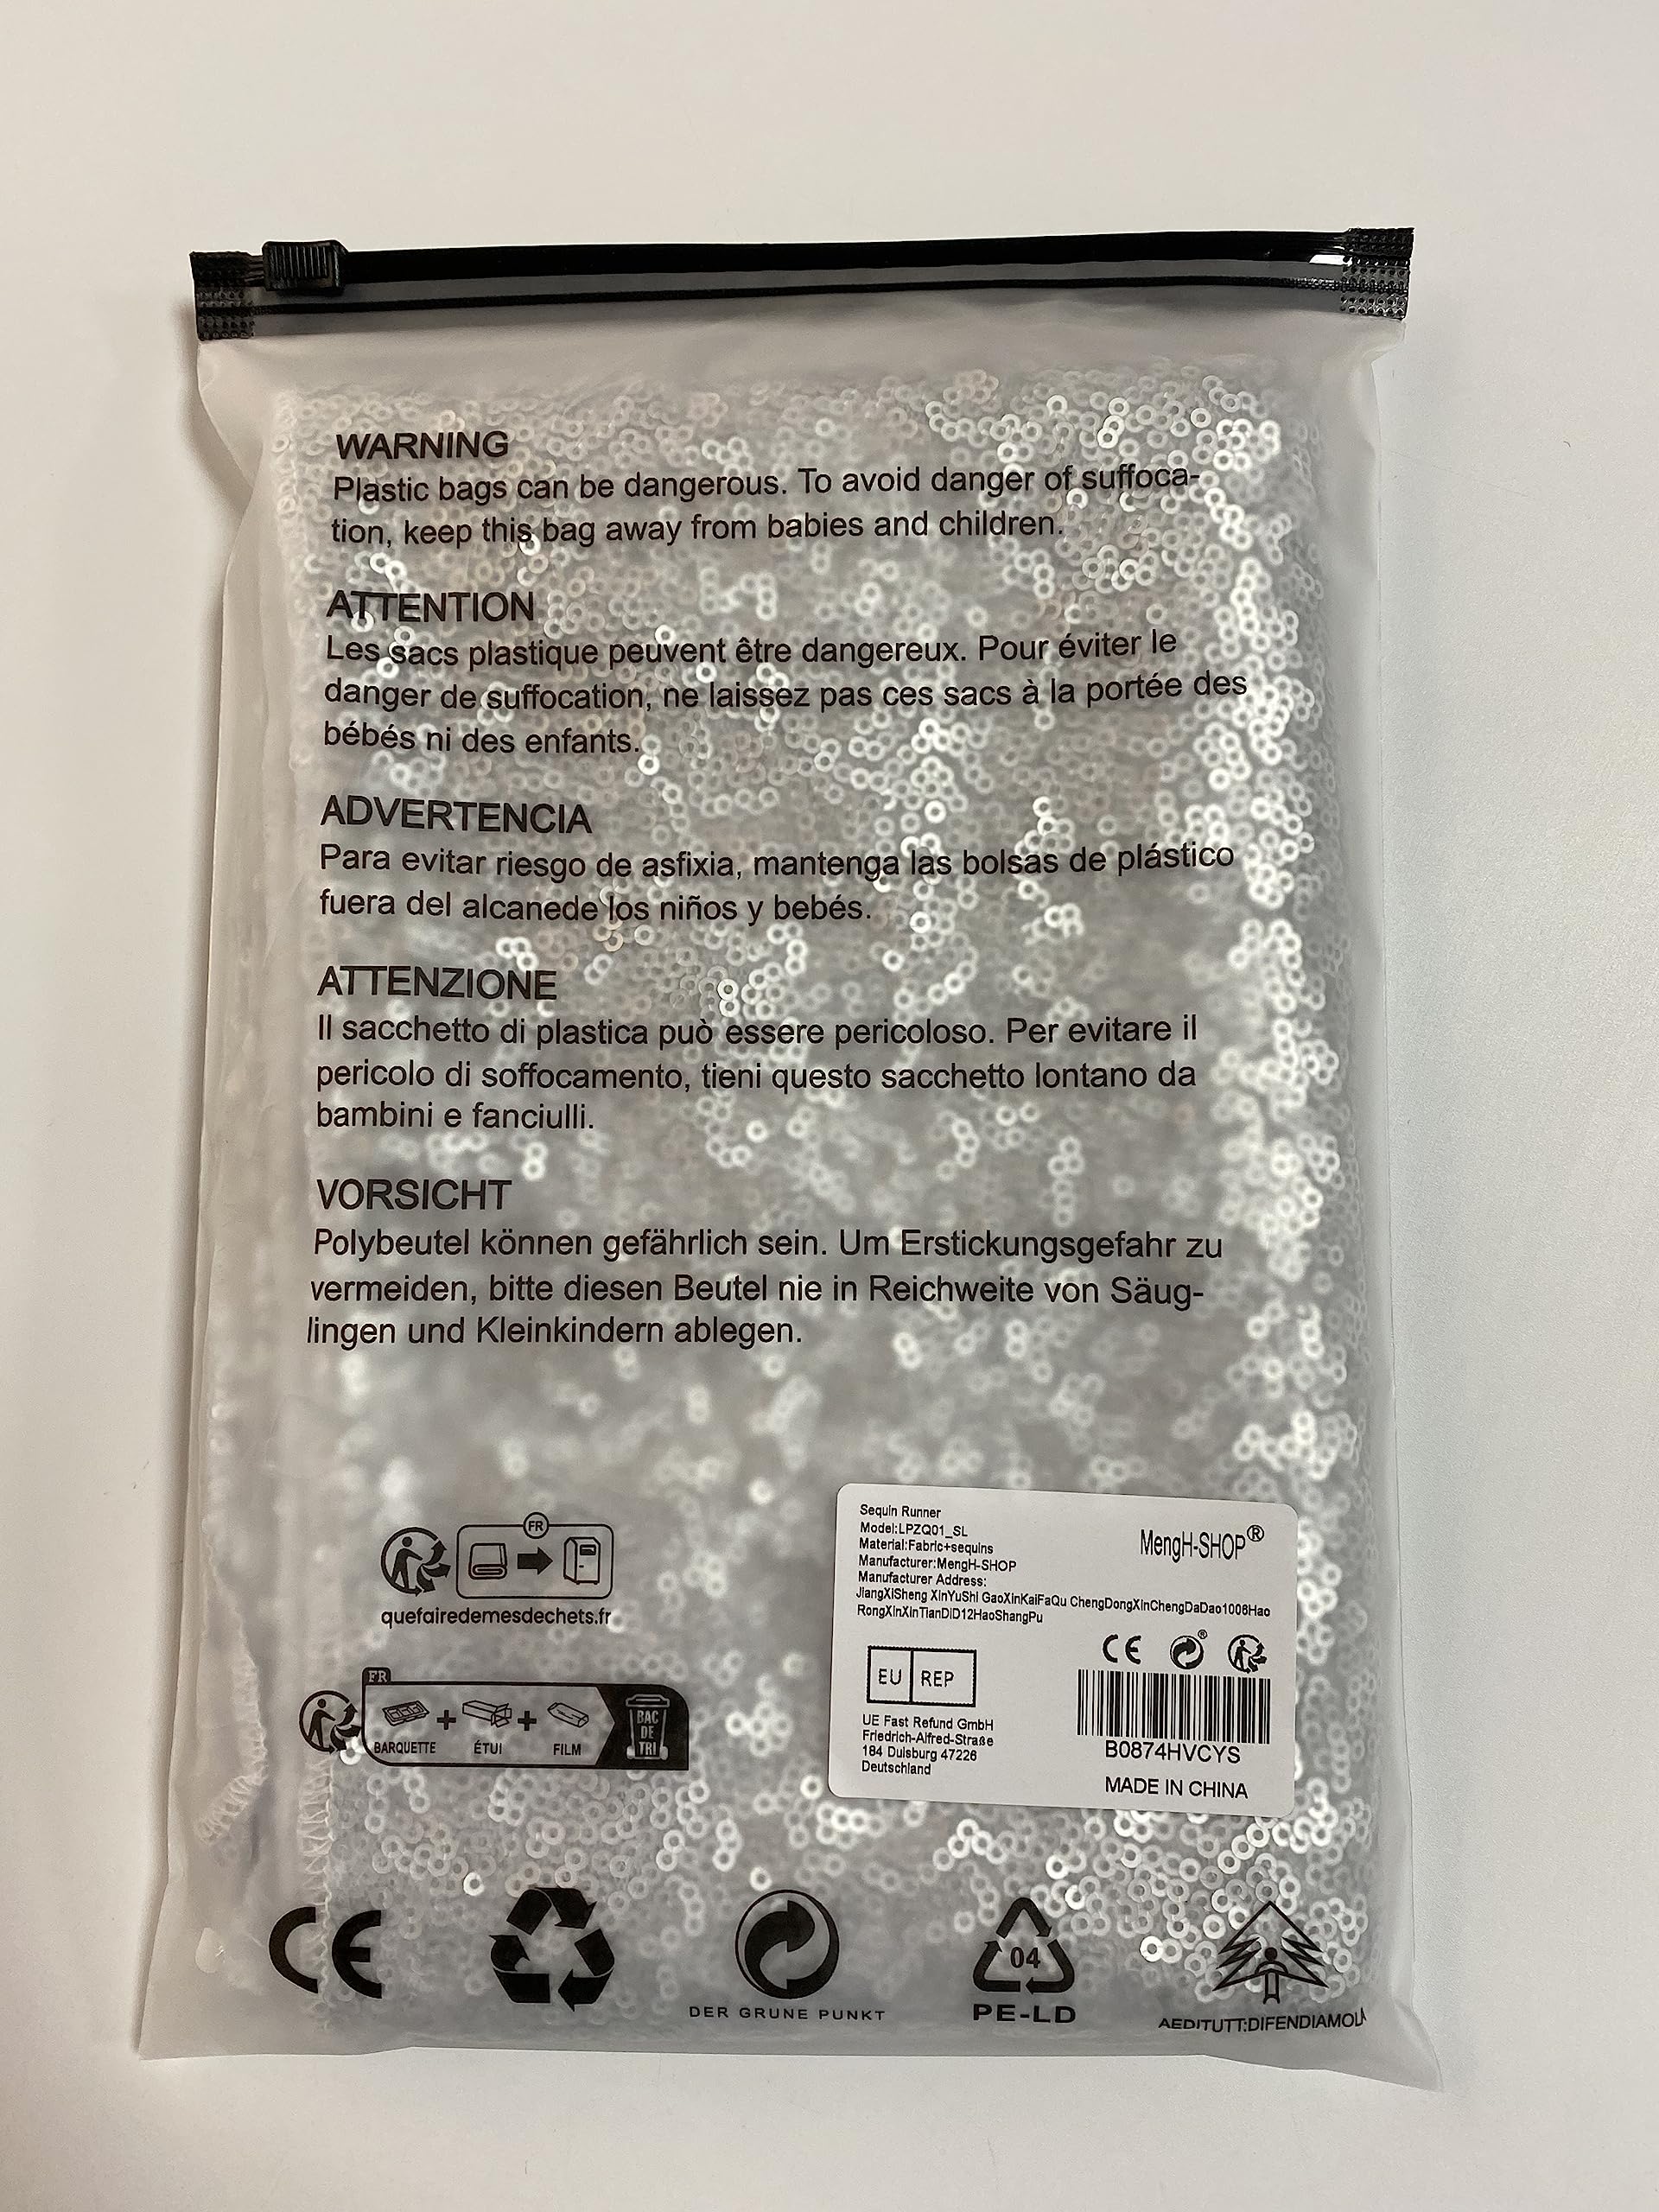 WARNING
Plastic bags can be dangerous. To avoid danger of suffoca-
tion, keep this bag away from babies and children.
ATTENTION
Les sacs plastique peuvent être dangereux. Pour éviter le
danger de suffocation, ne laissez pas ces sacs à la portée des
bébés ni des enfants.
ADVERTENCIA
Para evitar riesgo de asfixia, mantenga las bolsas de plástico
fuera del alcanede los niños y bebés.
ATTENZIONE
Il sacchetto di plastica può essere pericoloso. Per evitare il
pericolo di soffocamento, tieni questo sacchetto lontano da
bambini e fanciulli.
VORSICHT
Polybeutel können gefährlich sein. Um Erstickungsgefahr zu
vermeiden, bitte diesen Beutel nie in Reichweite von Säug-
lingen und Kleinkindern ablegen.
FR
quefairedemesdechets.fr
FR
BARQUETTE + ÉTUI + FILM
BAC
DE
TRI
Sequin Runner
Model:LPZQ01_SL
Material:Fabric+sequins
Manufacturer:MengH-SHOP
Manufacturer Address:
JiangXiSheng XinYuShi GaoXinKaiFaQu ChengDongXinChengDaDao1006Hao
RongXinXinTianDiD12HaoShangPu
MengH-SHOP®
EU REP
UE Fast Refund GmbH
Friedrich-Alfred-Straße
184 Duisburg 47226
Deutschland
CE
B0874HVCYS
MADE IN CHINA
CE
DER GRUNE PUNKT
04
PE-LD
AEDITUTT:DIFENDIAMOLA